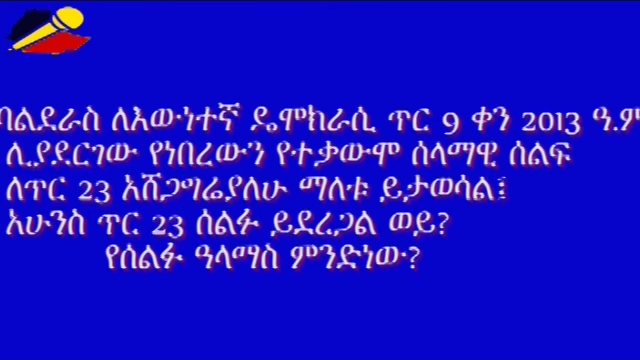 ባልደራስ ለእውነተኛ ዴሞክራሲ ጥር 9 ቀን 2013 ዓ.ም
ሊያደርገው የነበረውን የተቃውሞ ሰላማዊ ሰልፍ
ለጥር 23 አሸጋግሬያለሁ ማለቱ ይታወሳል፤
አሁንስ ጥር 23 ሰልፉ ይደረጋል ወይ?
የሰልፉ ዓላማስ ምንድነው?